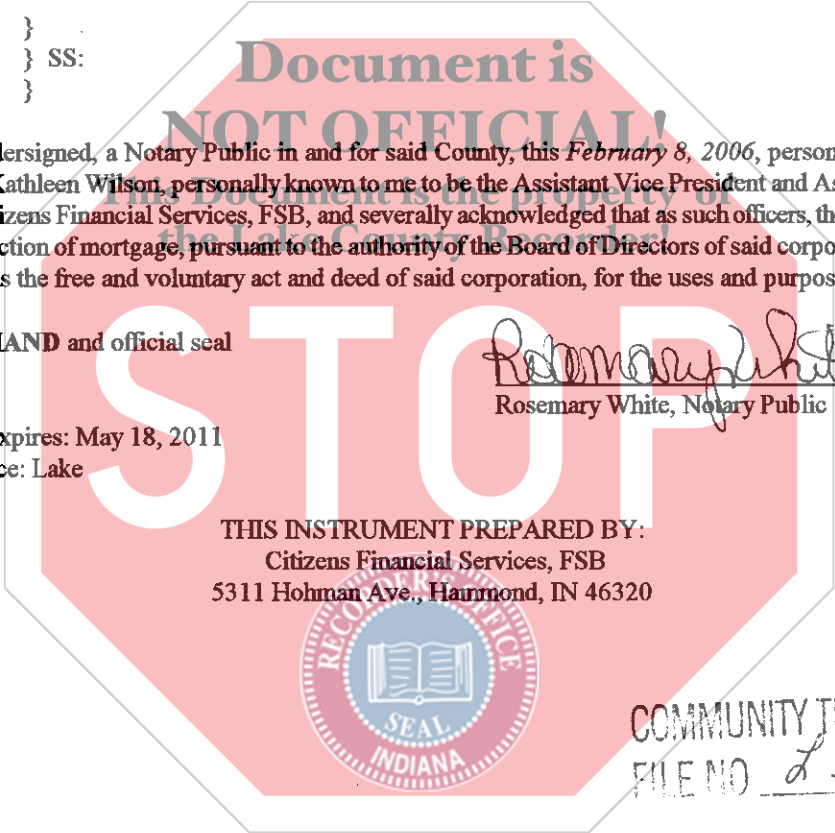 }
} SS:
}
Document is
NOT OFFICIAL!
This Document is the property of
the Lake County Recorder!
STOP
dersigned, a Notary Public in and for said County, this February 8, 2006, person
Kathleen Wilson, personally known to me to be the Assistant Vice President and As
izens Financial Services, FSB, and severally acknowledged that as such officers, th
ction of mortgage, pursuant to the authority of the Board of Directors of said corpo
s the free and voluntary act and deed of said corporation, for the uses and purpos
HAND and official seal
Rosemary Whit
Rosemary White, Notary Public
xpires: May 18, 2011
ce: Lake
THIS INSTRUMENT PREPARED BY:
Citizens Financial Services, FSB
5311 Hohman Ave., Hammond, IN 46320
RECORDER'S OFFICE
SEAL
INDIANA
COMMUNITY TI
FILE NO